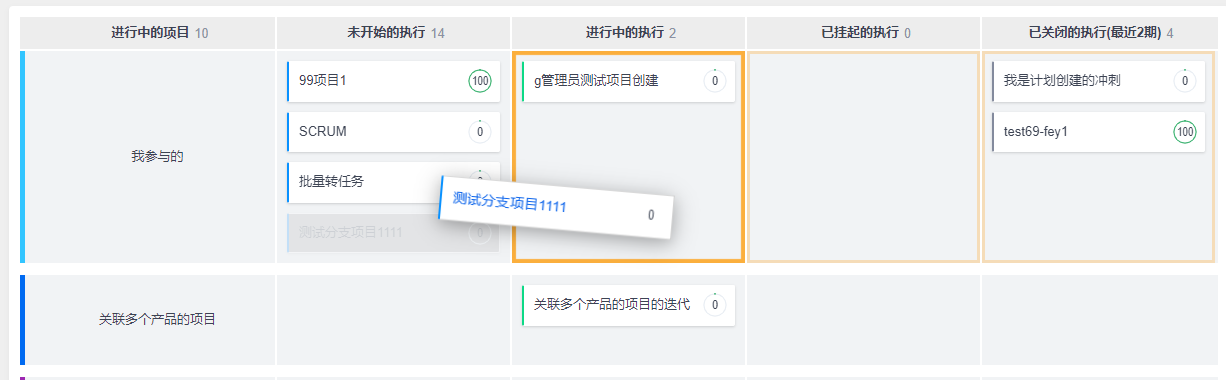 进行中的项目 10
未开始的执行 14
进行中的执行 2
已挂起的执行 0
已关闭的执行(最近2期) 4
我参与的
99项目1 100
SCRUM 0
批量转任务
测试分支项目1111 0
g管理员测试项目创建 0
测试分支项目1111 0
我是计划创建的冲刺 0
test69-fey1 100
关联多个产品的项目
关联多个产品的项目的迭代 0